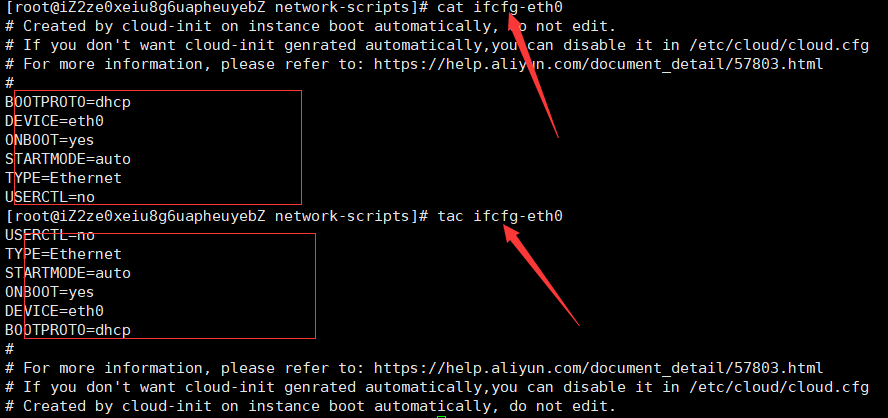 [root@iZ2ze0xeiu8g6uapheuyebZ network-scripts]# cat ifcfg-eth0
# Created by cloud-init on instance boot automatically, do not edit.
# If you don't want cloud-init genrated automatically,you can disable it in /etc/cloud/cloud.cfg
# For more information, please refer to: https://help.aliyun.com/document_detail/57803.html
#
BOOTPROTO=dhcp
DEVICE=eth0
ONBOOT=yes
STARTMODE=auto
TYPE=Ethernet
USERCTL=no
[root@iZ2ze0xeiu8g6uapheuyebZ network-scripts]# tac ifcfg-eth0
USERCTL=no
TYPE=Ethernet
STARTMODE=auto
ONBOOT=yes
DEVICE=eth0
BOOTPROTO=dhcp
#
# For more information, please refer to: https://help.aliyun.com/document_detail/57803.html
# If you don't want cloud-init genrated automatically,you can disable it in /etc/cloud/cloud.cfg
# Created by cloud-init on instance boot automatically, do not edit.